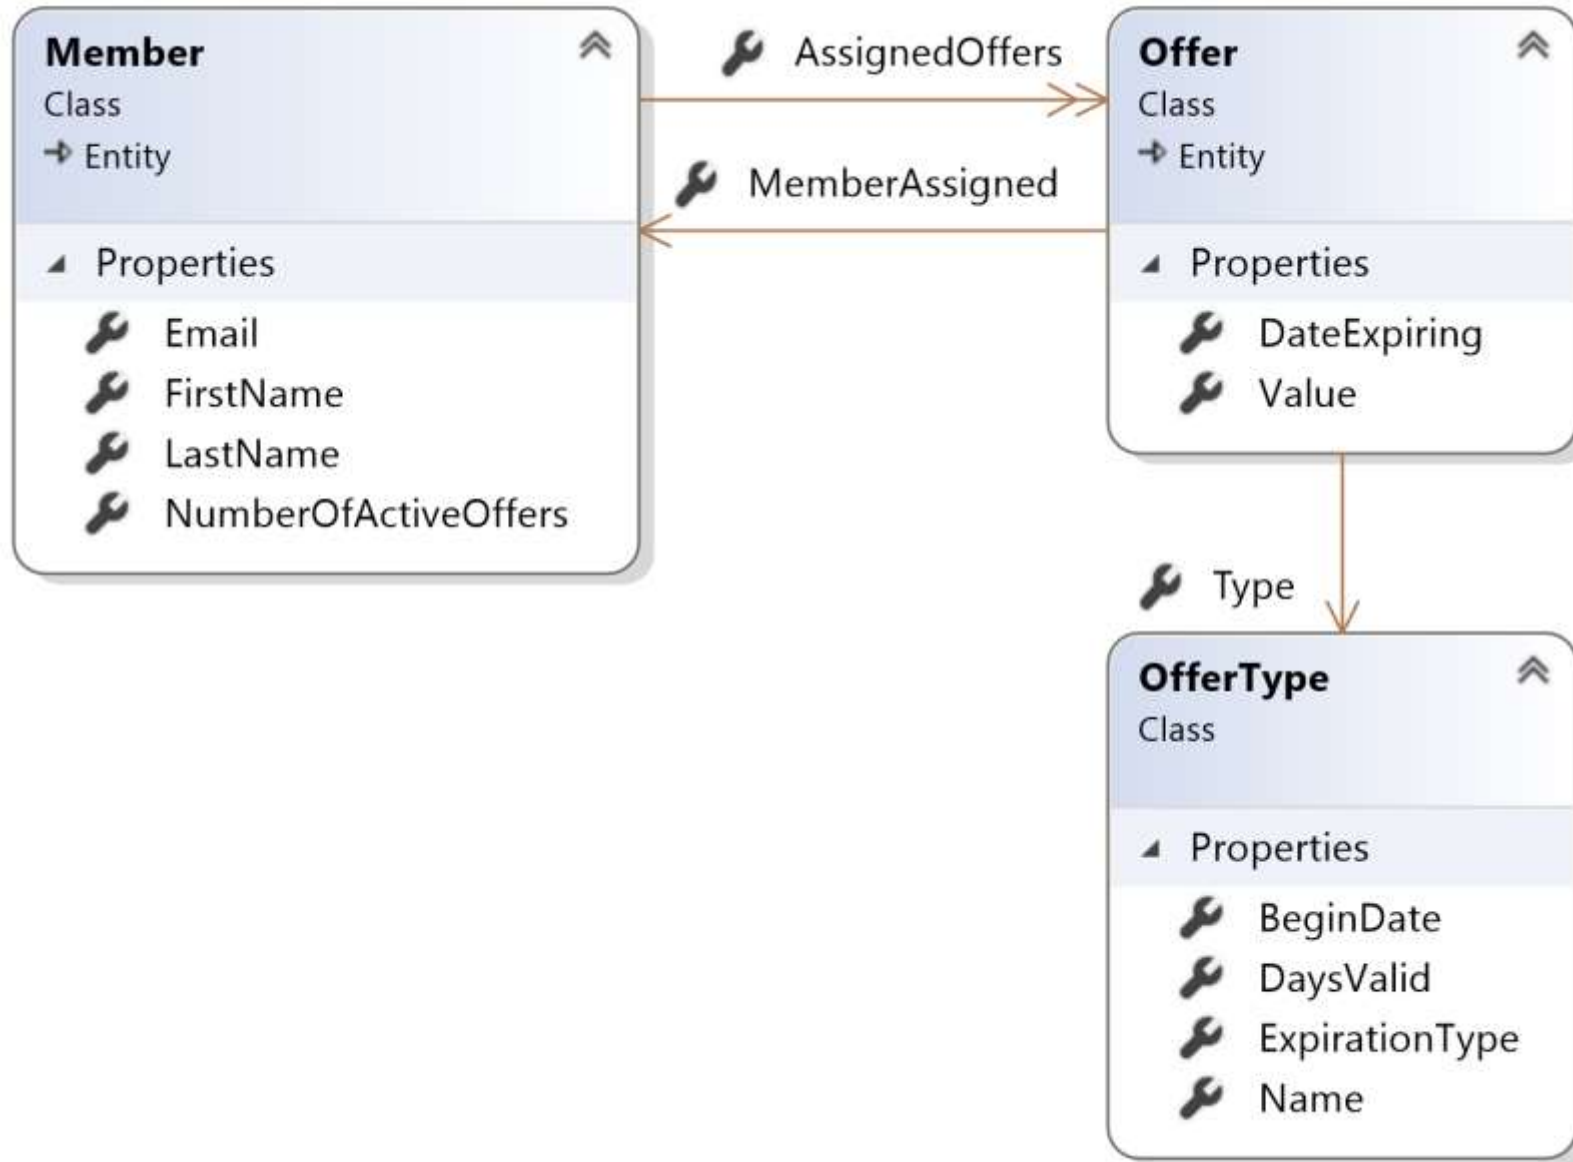 Member
Class
Entity
Properties
Email
FirstName
LastName
NumberOfActiveOffers
AssignedOffers
MemberAssigned
Offer
Class
Entity
Properties
DateExpiring
Value
Type
OfferType
Class
Properties
BeginDate
DaysValid
ExpirationType
Name